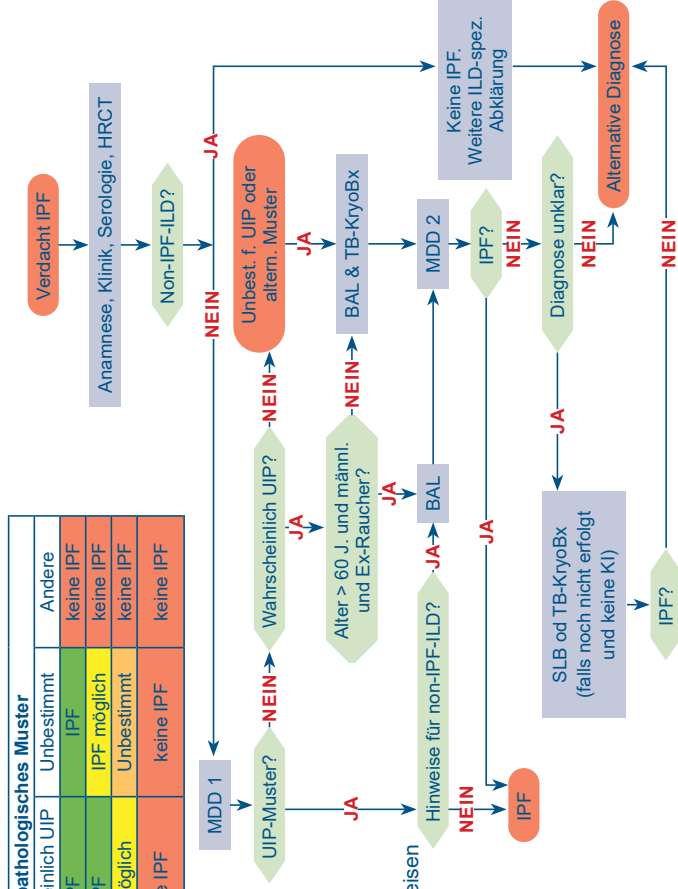 pathologisches Muster
UIP
Unbestimmt
Andere
IPF
keine IPF
IPF möglich
keine IPF
Unbestimmt
keine IPF
keine IPF
keine IPF
IPF
Verdacht IPF
Anamnese, Klinik, Serologie, HRCT
Non-IPF-ILD?
NEIN
JA
MDD 1
UIP-Muster?
NEIN
Wahrscheinlich UIP?
NEIN
Unbest. f. UIP oder
altern. Muster
JA
JA
JA
Alter > 60 J. und männl.
und Ex-Raucher?
NEIN
BAL & TB-KryoBx
JA
Hinweise für non-IPF-ILD?
JA
BAL
MDD 2
Keine IPF.
Weitere ILD-spez.
Abklärung
NEIN
IPF
JA
IPF?
NEIN
Diagnose unklar?
JA
NEIN
Alternative Diagnose
SLB od TB-KryoBx
(falls noch nicht erfolgt
und keine KI)
IPF?
NEIN